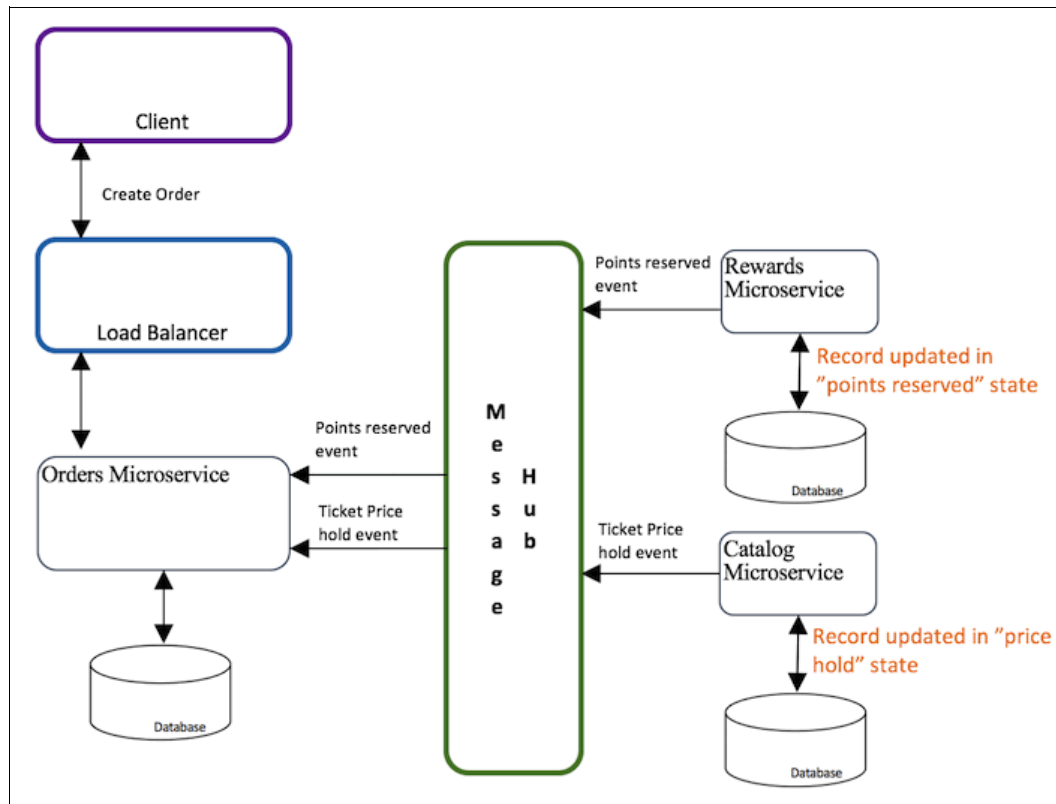 Client
Create Order
Load Balancer
Points reserved
event
Rewards
Microservice
Record updated in
”points reserved” state
Database
Message
Hub
Points reserved
event
Orders Microservice
Ticket Price
hold event
Database
Ticket Price
hold event
Catalog
Microservice
Record updated in ”price
hold” state
Database